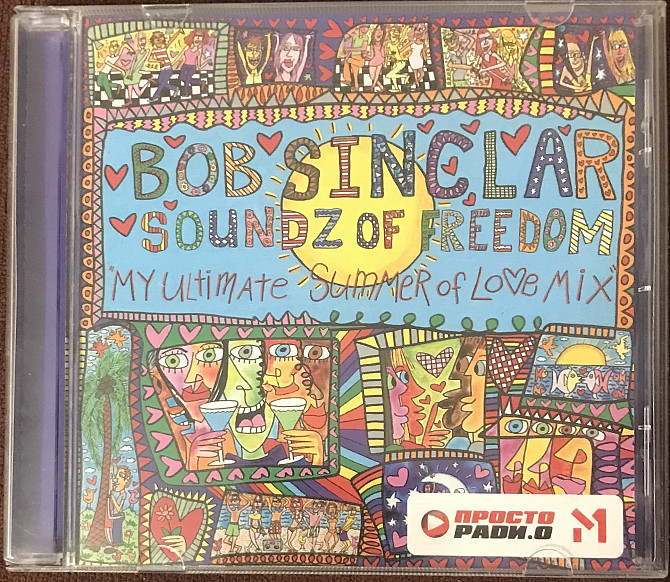 BOB SINCLAR
SOUNDZ OF FREEDOM
"MY ULTIMATE SUMMER OF LOVE MIX"
ПРОСТО
РАДИ.О
M